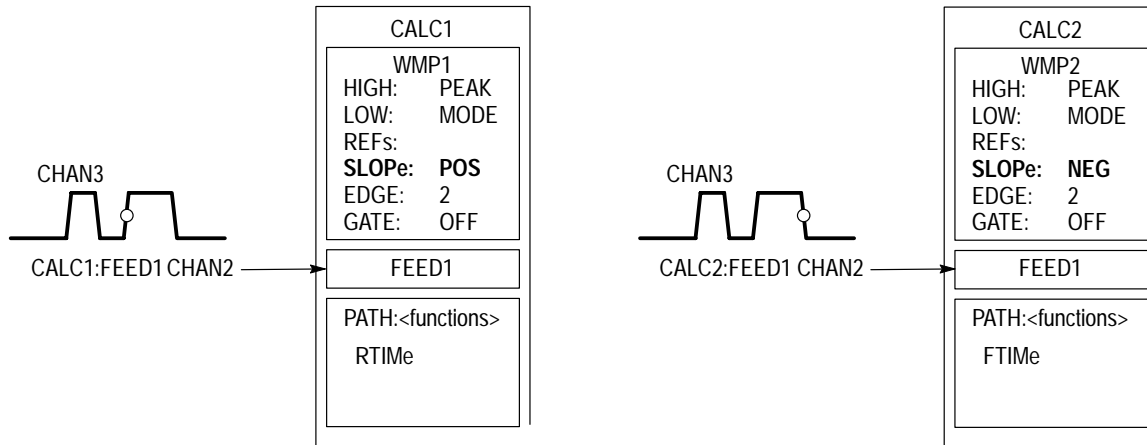 CALC1
WMP1
HIGH: PEAK
LOW: MODE
REFs:
SLOPe: POS
EDGE: 2
GATE: OFF
CHAN3
CALC1:FEED1 CHAN2
FEED1
PATH:<functions>
RTIMe
CALC2
WMP2
HIGH: PEAK
LOW: MODE
REFs:
SLOPe: NEG
EDGE: 2
GATE: OFF
CHAN3
CALC2:FEED1 CHAN2
FEED1
PATH:<functions>
FTIMe